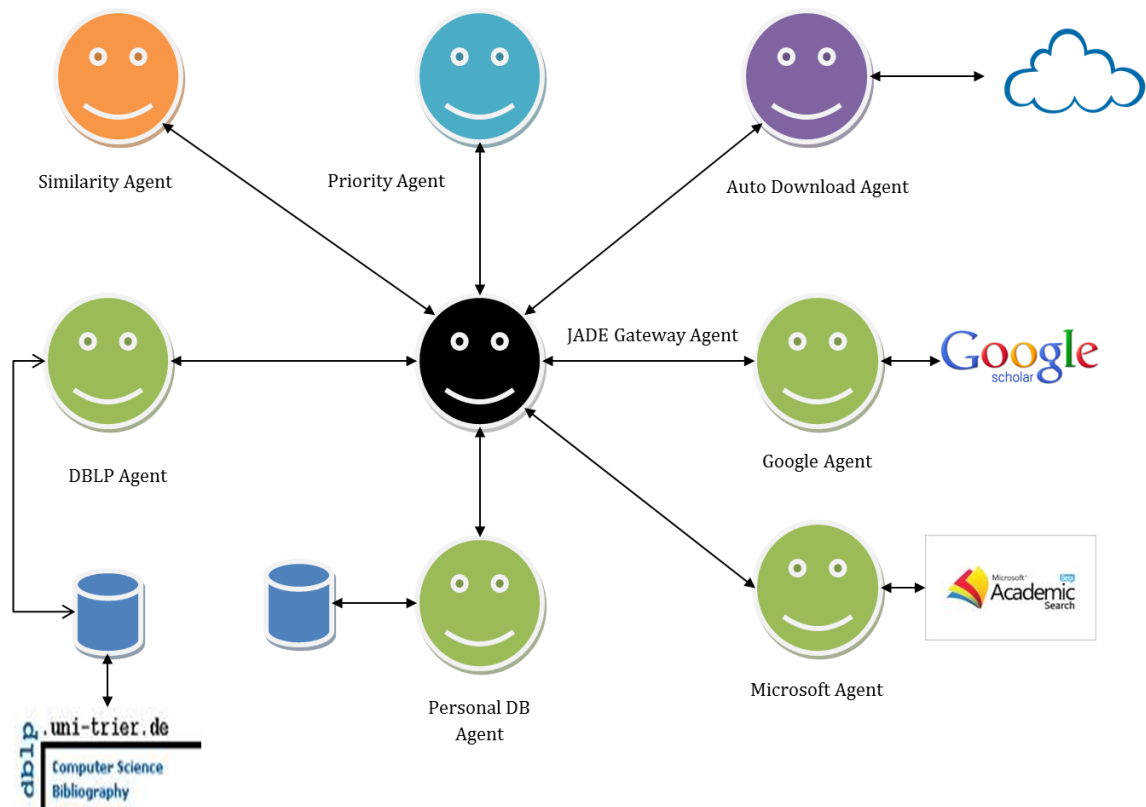 Similarity Agent
Priority Agent
Auto Download Agent
JADE Gateway Agent
Google
scholar
DBLP Agent
Google Agent
Microsoft®
Beta
Academic
Search
Personal DB
Agent
Microsoft Agent
dblp
.uni-trier.de
Computer Science
Bibliography